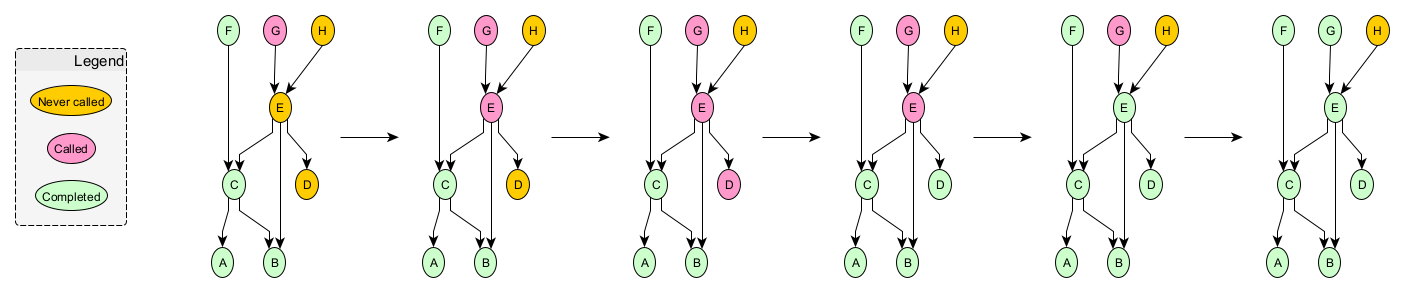 Legend
Never called
Called
Completed
F G H
E
C D
A B
F G H
E
C D
A B
F G H
E
C D
A B
F G H
E
C D
A B
F G H
E
C D
A B
F G H
E
C D
A B